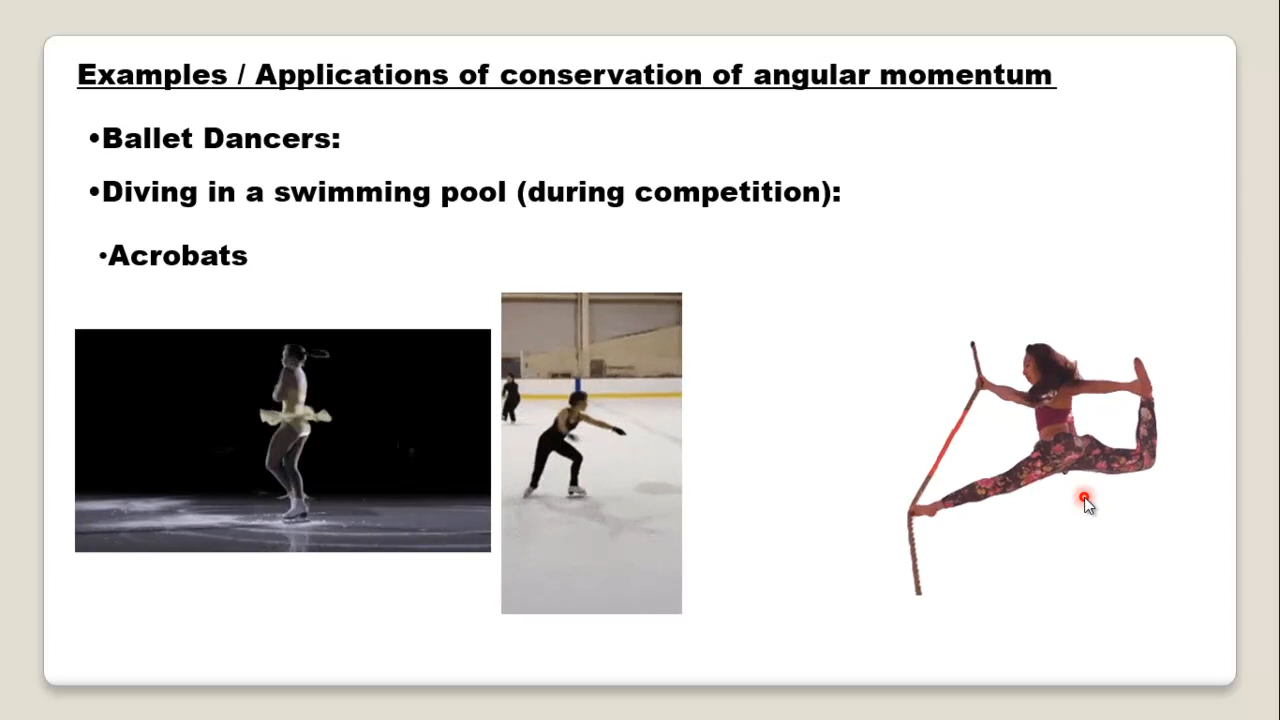 Examples / Applications of conservation of angular momentum
•Ballet Dancers:
•Diving in a swimming pool (during competition):
•Acrobats